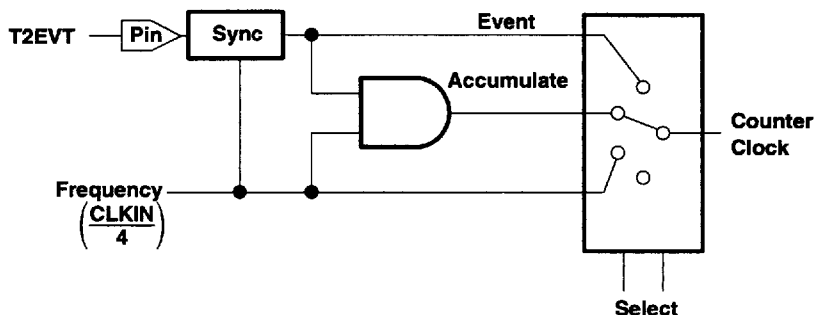 Event
T2EVT
Pin
Sync
Accumulate
Counter
Clock
Frequency
(CLKIN
4)
Select